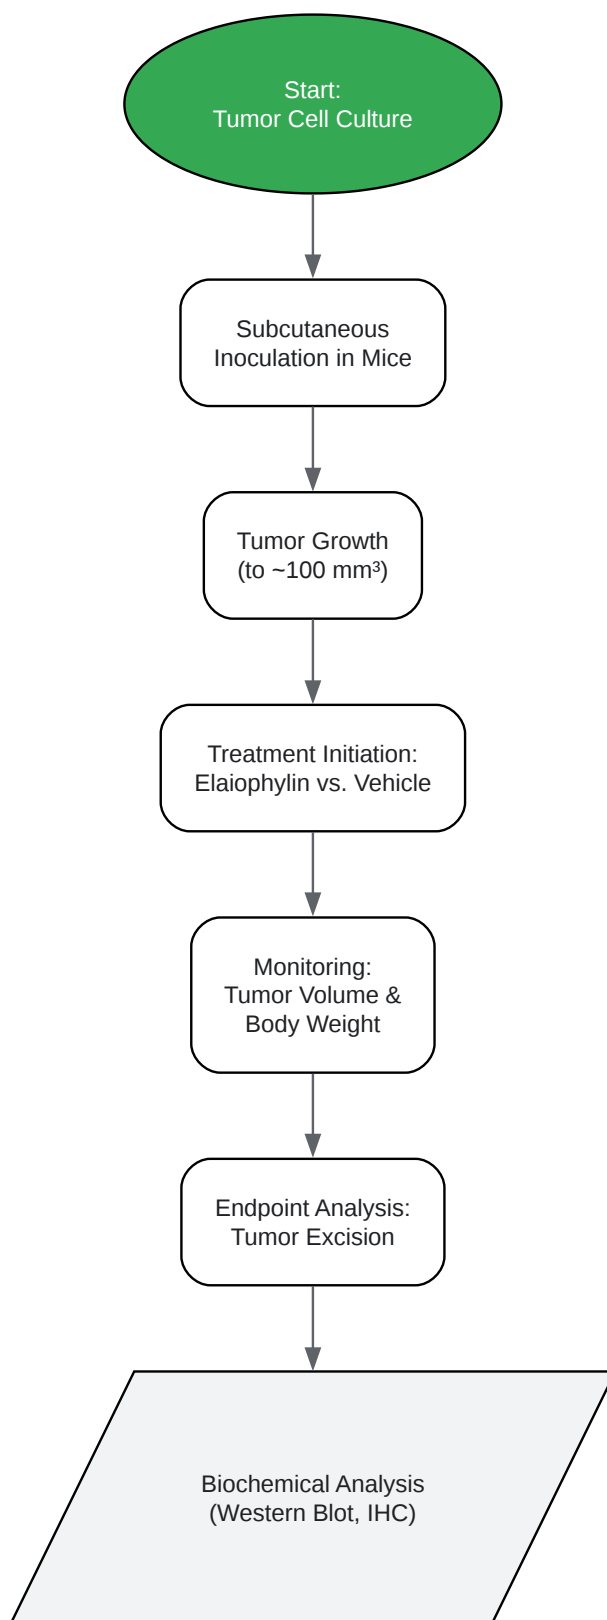 Start:
Tumor Cell Culture
Subcutaneous
Inoculation in Mice
Tumor Growth
(to ~100 mm³)
Treatment Initiation:
Elaiophylin vs. Vehicle
Monitoring:
Tumor Volume &
Body Weight
Endpoint Analysis:
Tumor Excision
Biochemical Analysis
(Western Blot, IHC)